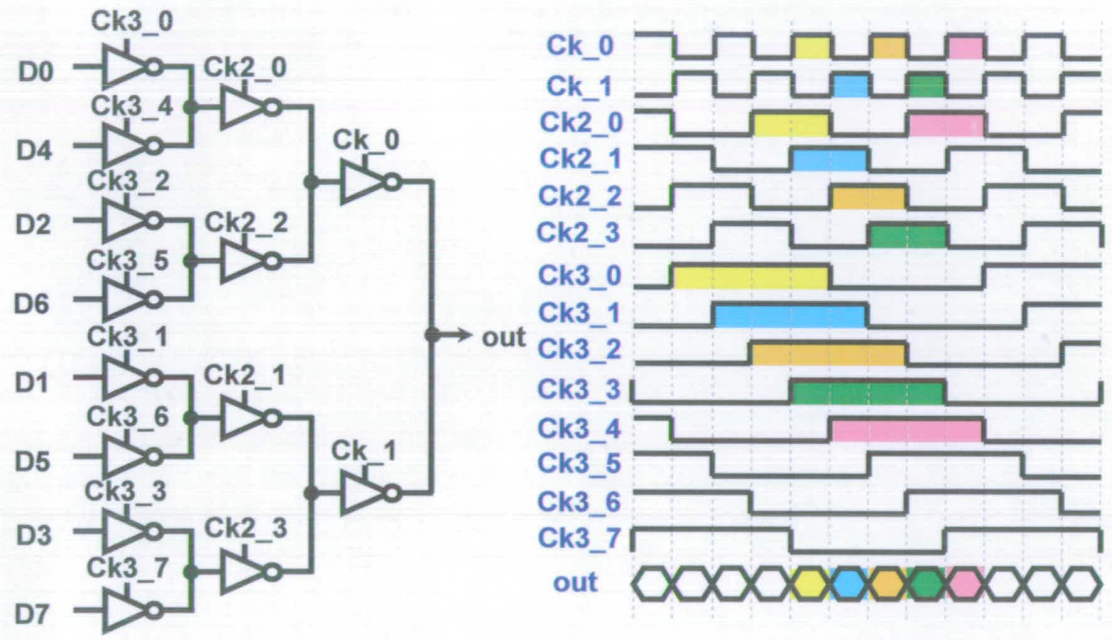 Ck3_0
D0
Ck2_0
Ck3_4
D4
Ck_0
Ck3_2
D2
Ck2_2
Ck3_5
D6
out
Ck3_1
D1
Ck2_1
Ck3_6
D5
Ck_1
Ck3_3
D3
Ck2_3
Ck3_7
D7
Ck_0
Ck_1
Ck2_0
Ck2_1
Ck2_2
Ck2_3
Ck3_0
Ck3_1
Ck3_2
Ck3_3
Ck3_4
Ck3_5
Ck3_6
Ck3_7
out